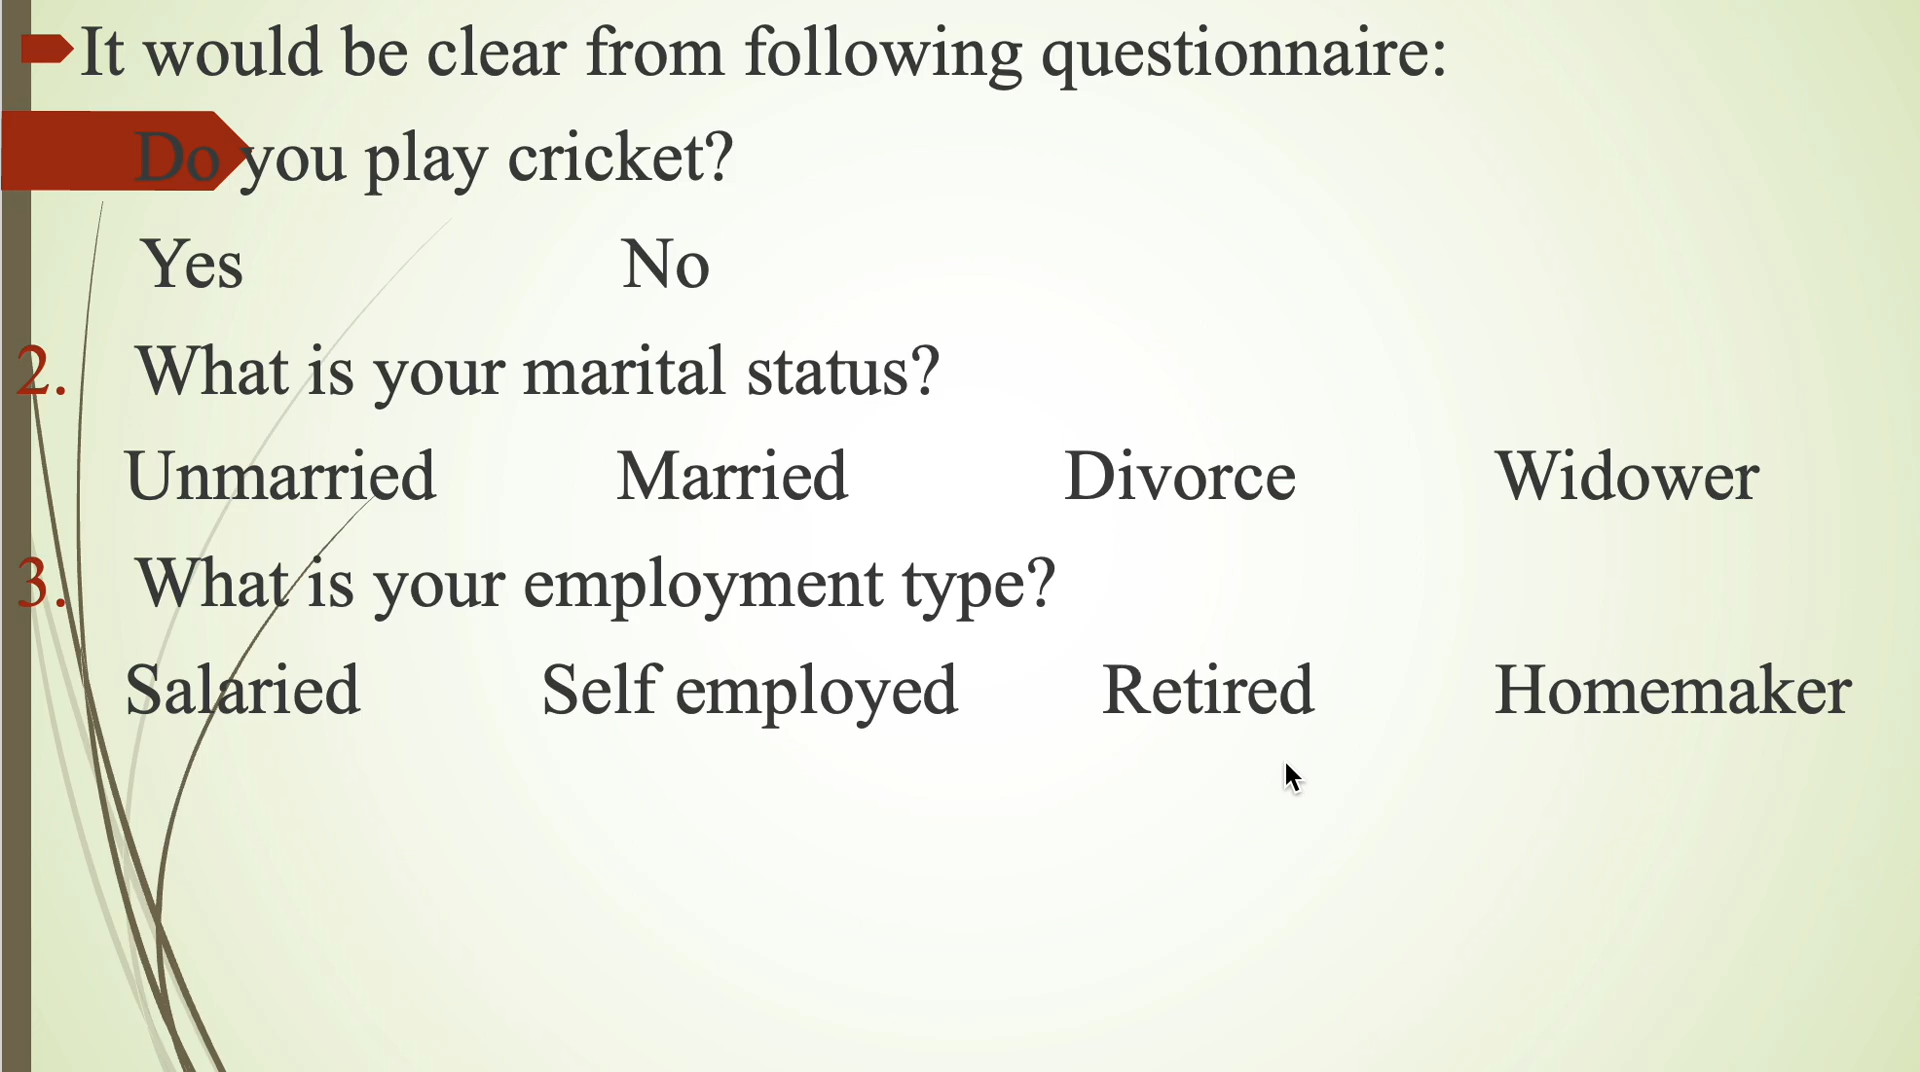 It would be clear from following questionnaire:
Do you play cricket?
Yes No
2. What is your marital status?
Unmarried Married Divorce Widower
3. What is your employment type?
Salaried Self employed Retired Homemaker